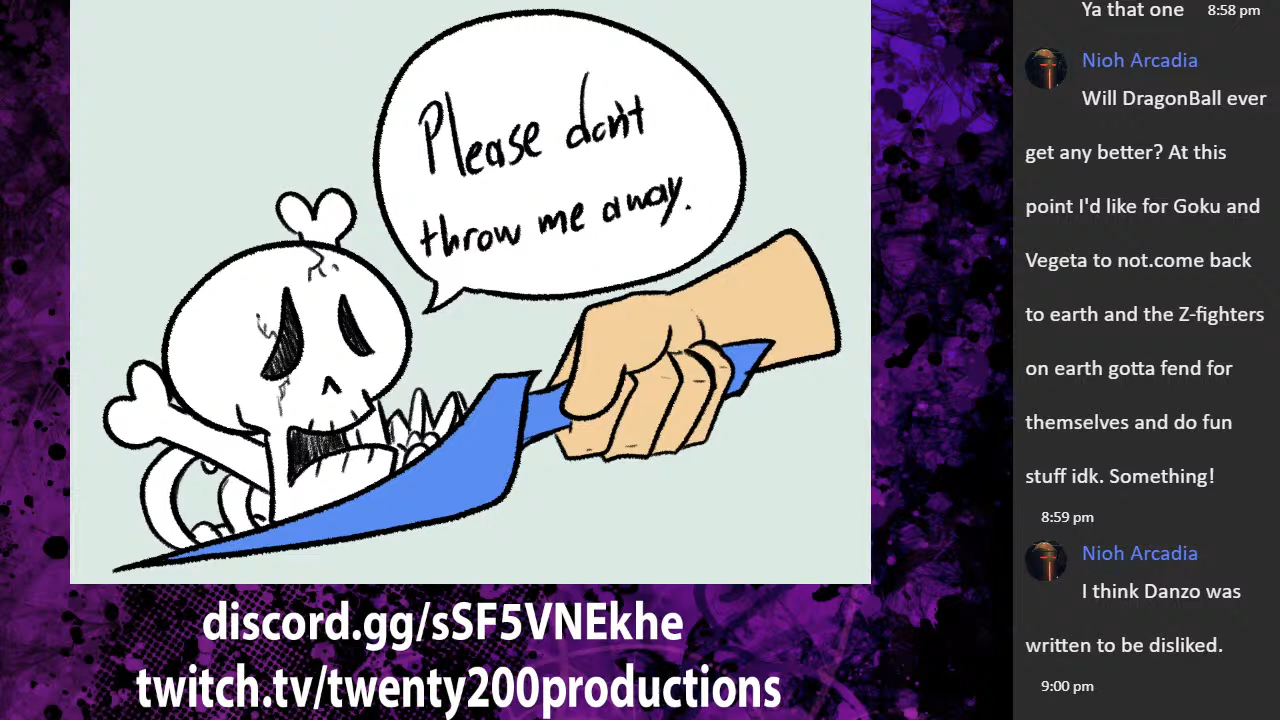 Please don't
throw me away.
discord.gg/sSF5VNEkhe
twitch.tv/twenty200productions
Ya that one 8:58 pm
Nioh Arcadia
Will DragonBall ever
get any better? At this
point I'd like for Goku and
Vegeta to not.come back
to earth and the Z-fighters
on earth gotta fend for
themselves and do fun
stuff idk. Something!
8:59 pm
Nioh Arcadia
I think Danzo was
written to be disliked.
9:00 pm